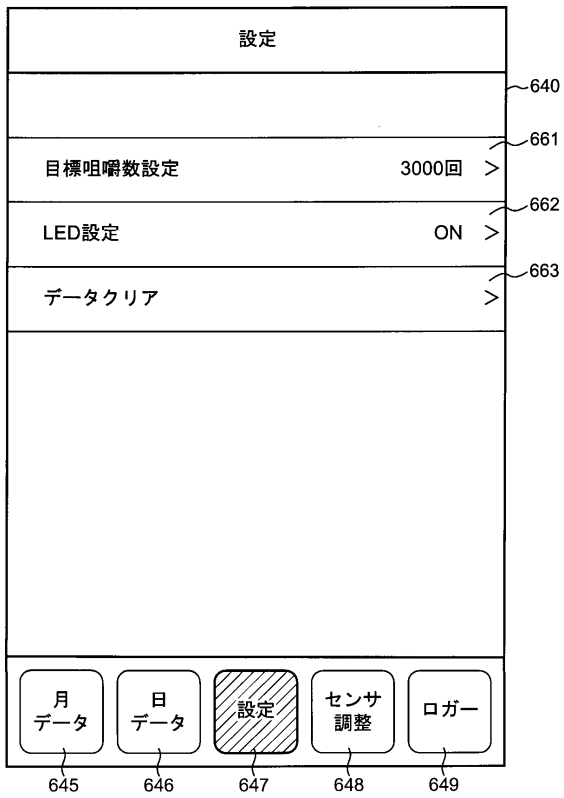 設定
640
661
目標咀嚼数設定 3000回 >
662
LED設定 ON >
663
データクリア >
月
データ
日
データ
設定
センサ
調整
ロガー
645 646 647 648 649